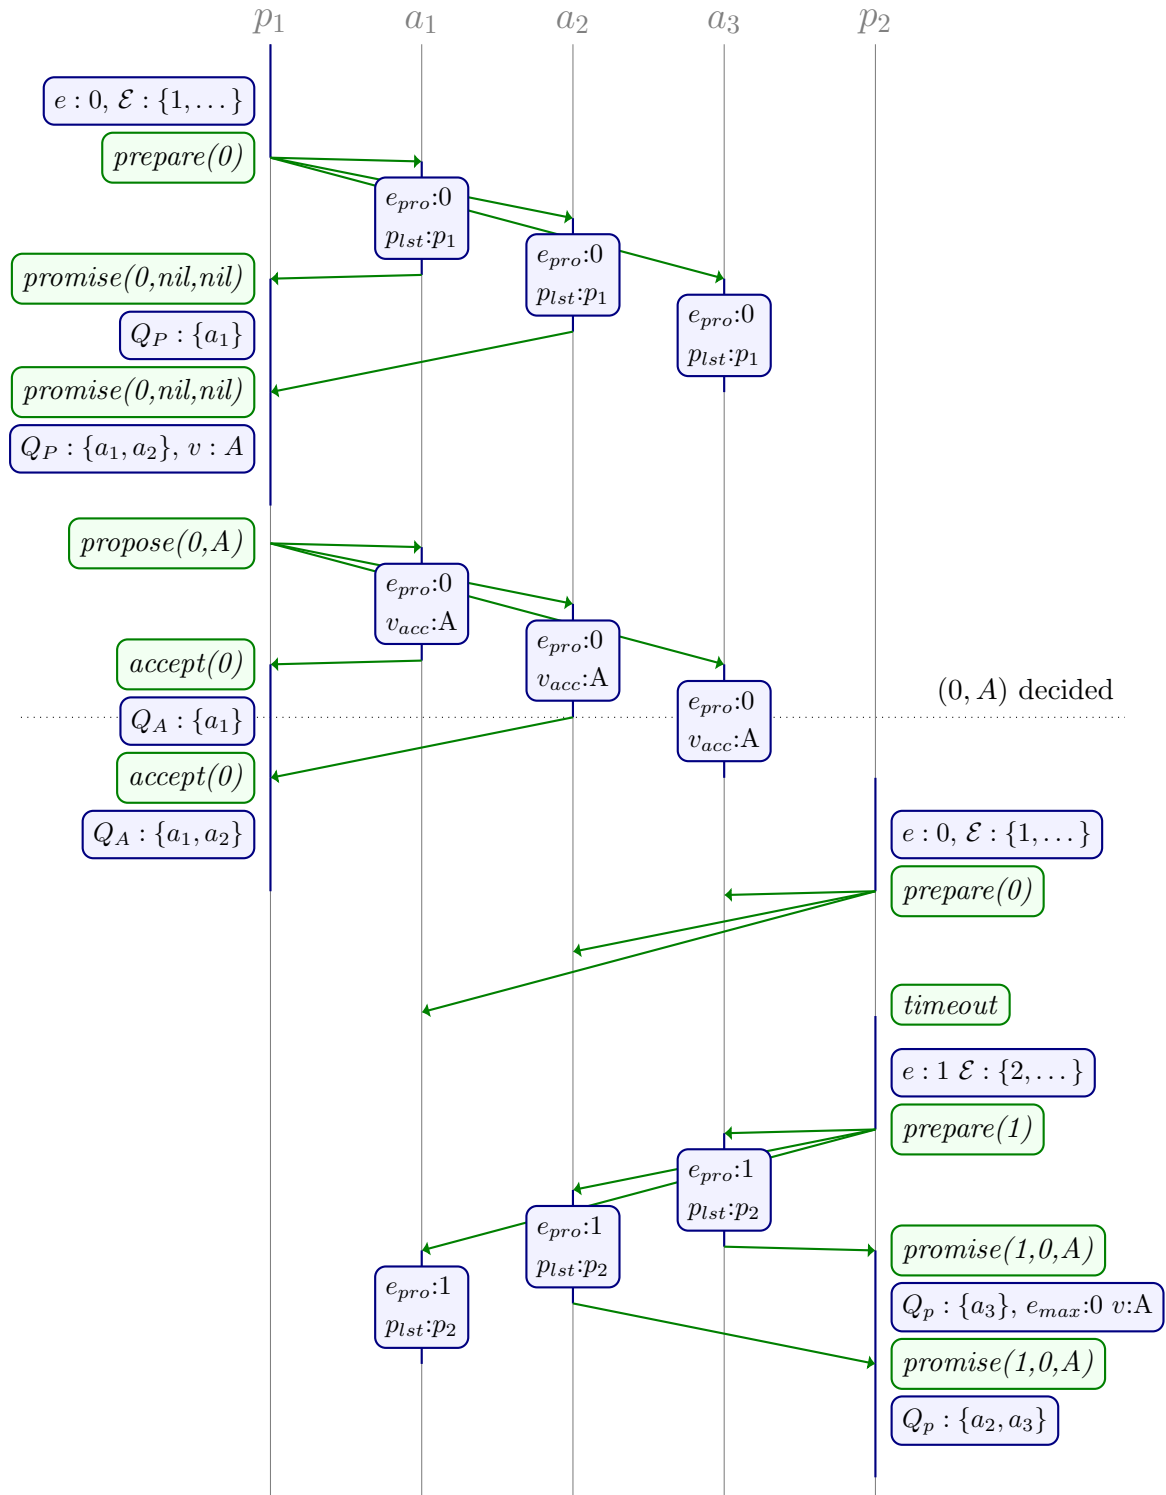 p₁ a₁ a₂ a₃ p₂
e : 0, ℰ : {1, …}
prepare(0)
e_pro:0
p_lst:p₁
e_pro:0
p_lst:p₁
promise(0,nil,nil)
e_pro:0
p_lst:p₁
Q_P : {a₁}
promise(0,nil,nil)
Q_P : {a₁, a₂}, v : A
propose(0,A)
e_pro:0
v_acc:A
e_pro:0
v_acc:A
accept(0)
(0, A) decided
e_pro:0
v_acc:A
Q_A : {a₁}
accept(0)
Q_A : {a₁, a₂}
e : 0, ℰ : {1, …}
prepare(0)
timeout
e : 1 ℰ : {2, …}
prepare(1)
e_pro:1
p_lst:p₂
e_pro:1
p_lst:p₂
promise(1,0,A)
e_pro:1
p_lst:p₂
Q_p : {a₃}, e_max:0 v:A
promise(1,0,A)
Q_p : {a₂, a₃}